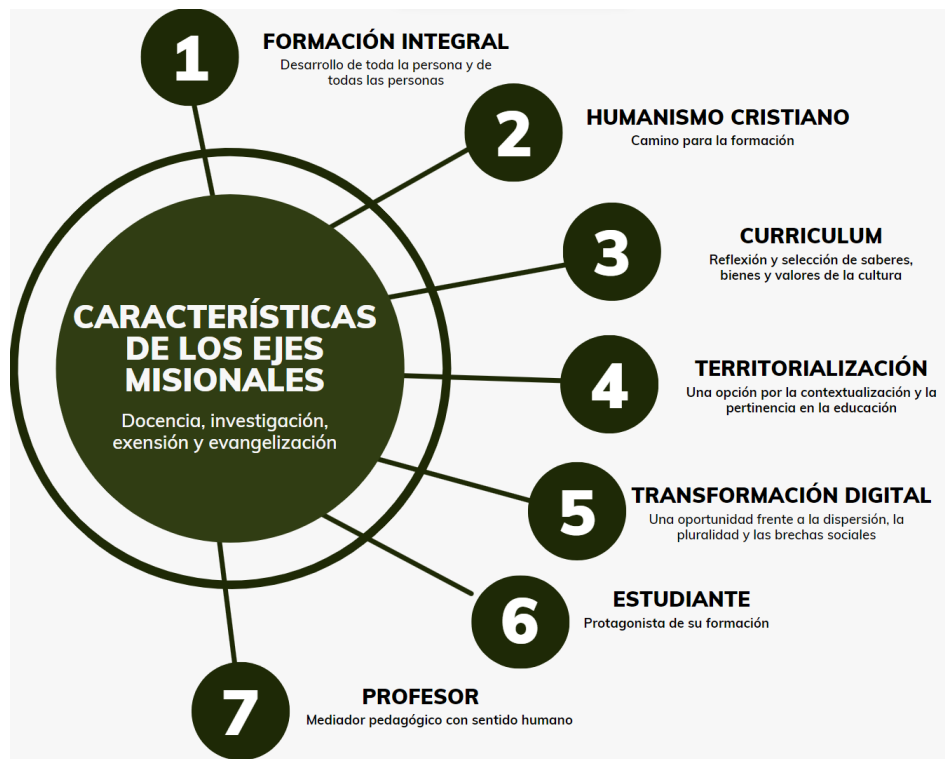 1
FORMACIÓN INTEGRAL
Desarrollo de toda la persona y de
todas las personas
2
HUMANISMO CRISTIANO
Camino para la formación
3
CURRICULUM
Reflexión y selección de saberes,
bienes y valores de la cultura
CARACTERÍSTICAS
DE LOS EJES
MISIONALES
Docencia, investigación,
exensión y evangelización
4
TERRITORIALIZACIÓN
Una opción por la contextualización y la
pertinencia en la educación
5
TRANSFORMACIÓN DIGITAL
Una oportunidad frente a la dispersión, la
pluralidad y las brechas sociales
6
ESTUDIANTE
Protagonista de su formación
7
PROFESOR
Mediador pedagógico con sentido humano